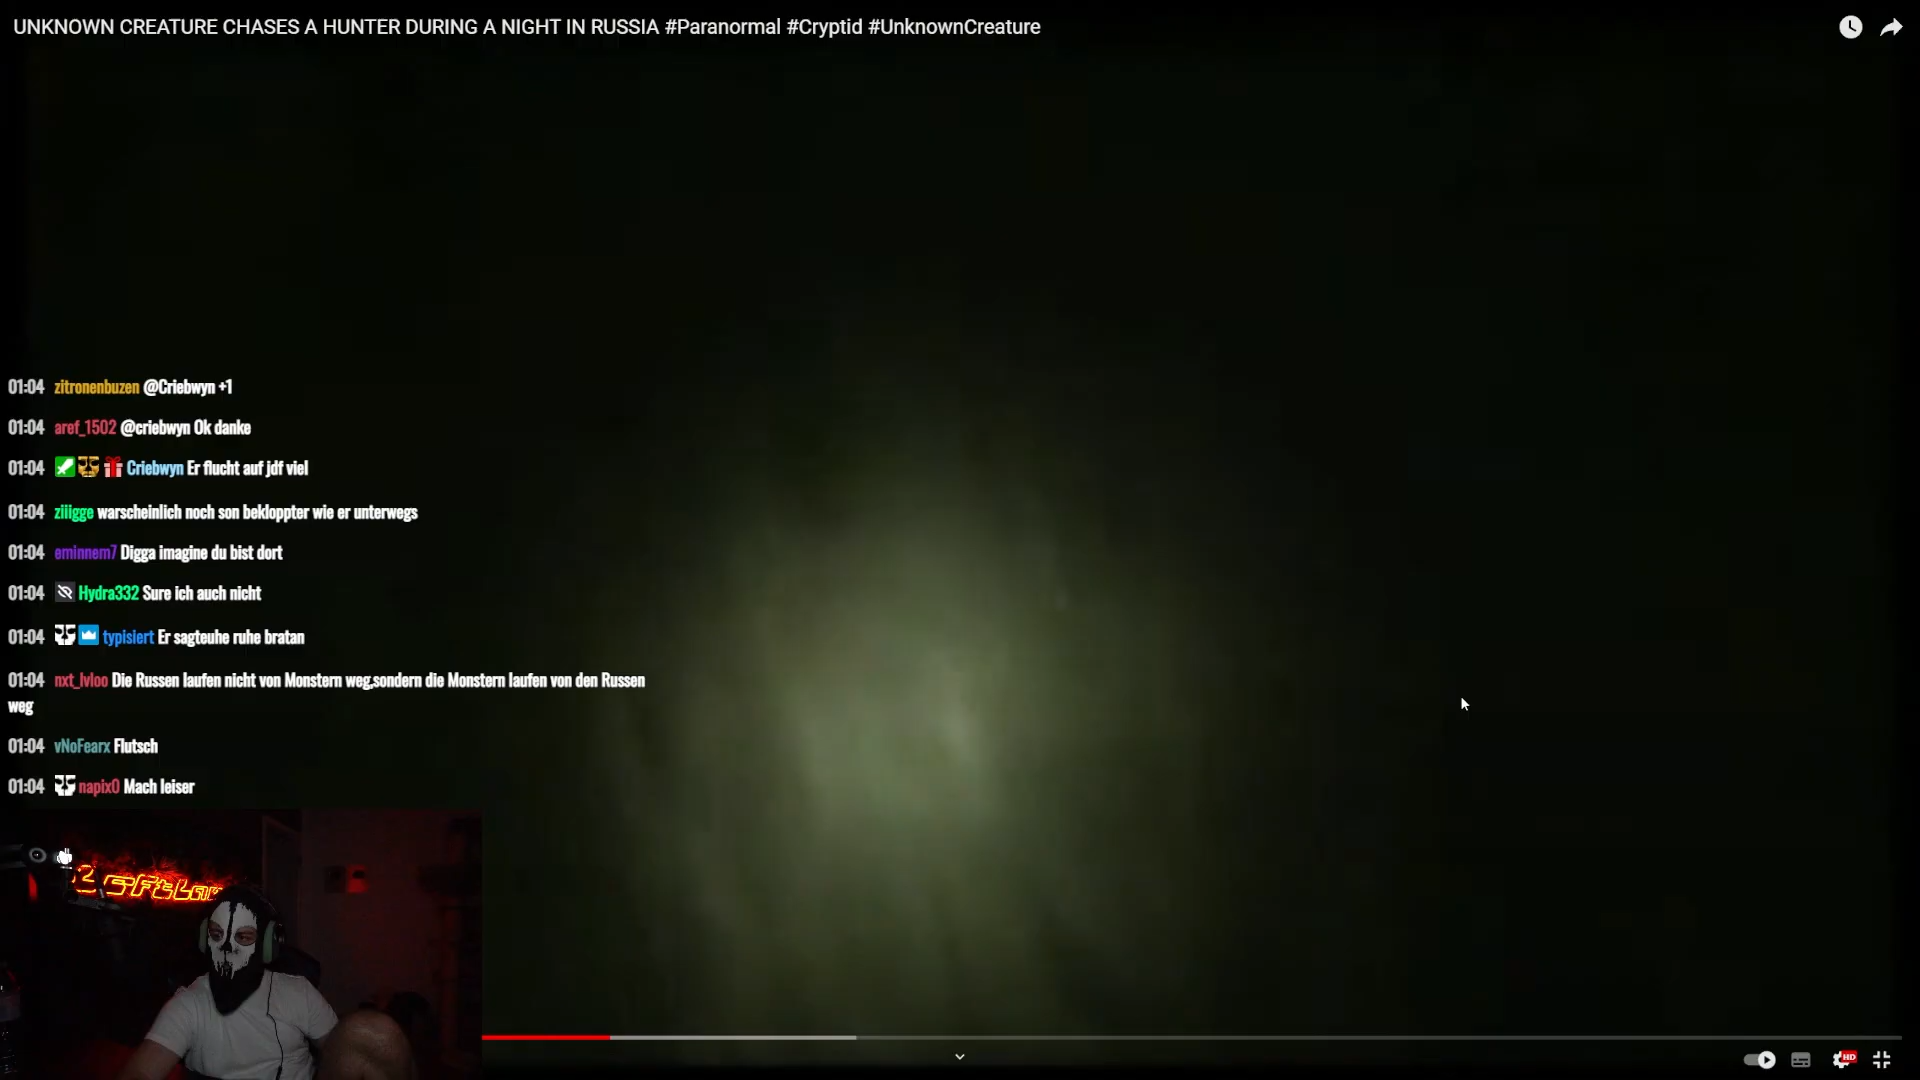 UNKNOWN CREATURE CHASES A HUNTER DURING A NIGHT IN RUSSIA #Paranormal #Cryptid #UnknownCreature
01:04 zitronenbuzen @Criebwyn +1
01:04 aref_1502 @criebwyn Ok danke
01:04 Criebwyn Er flucht auf jdf viel
01:04 ziiigge warscheinlich noch son bekloppter wie er unterwegs
01:04 eminnem7 Digga imagine du bist dort
01:04 Hydra332 Sure ich auch nicht
01:04 typisiert Er sagteuhe ruhe bratan
01:04 nxt_lvloo Die Russen laufen nicht von Monstern weg,sondern die Monstern laufen von den Russen
weg
01:04 vNoFearx Flutsch
01:04 napix0 Mach leiser
HD